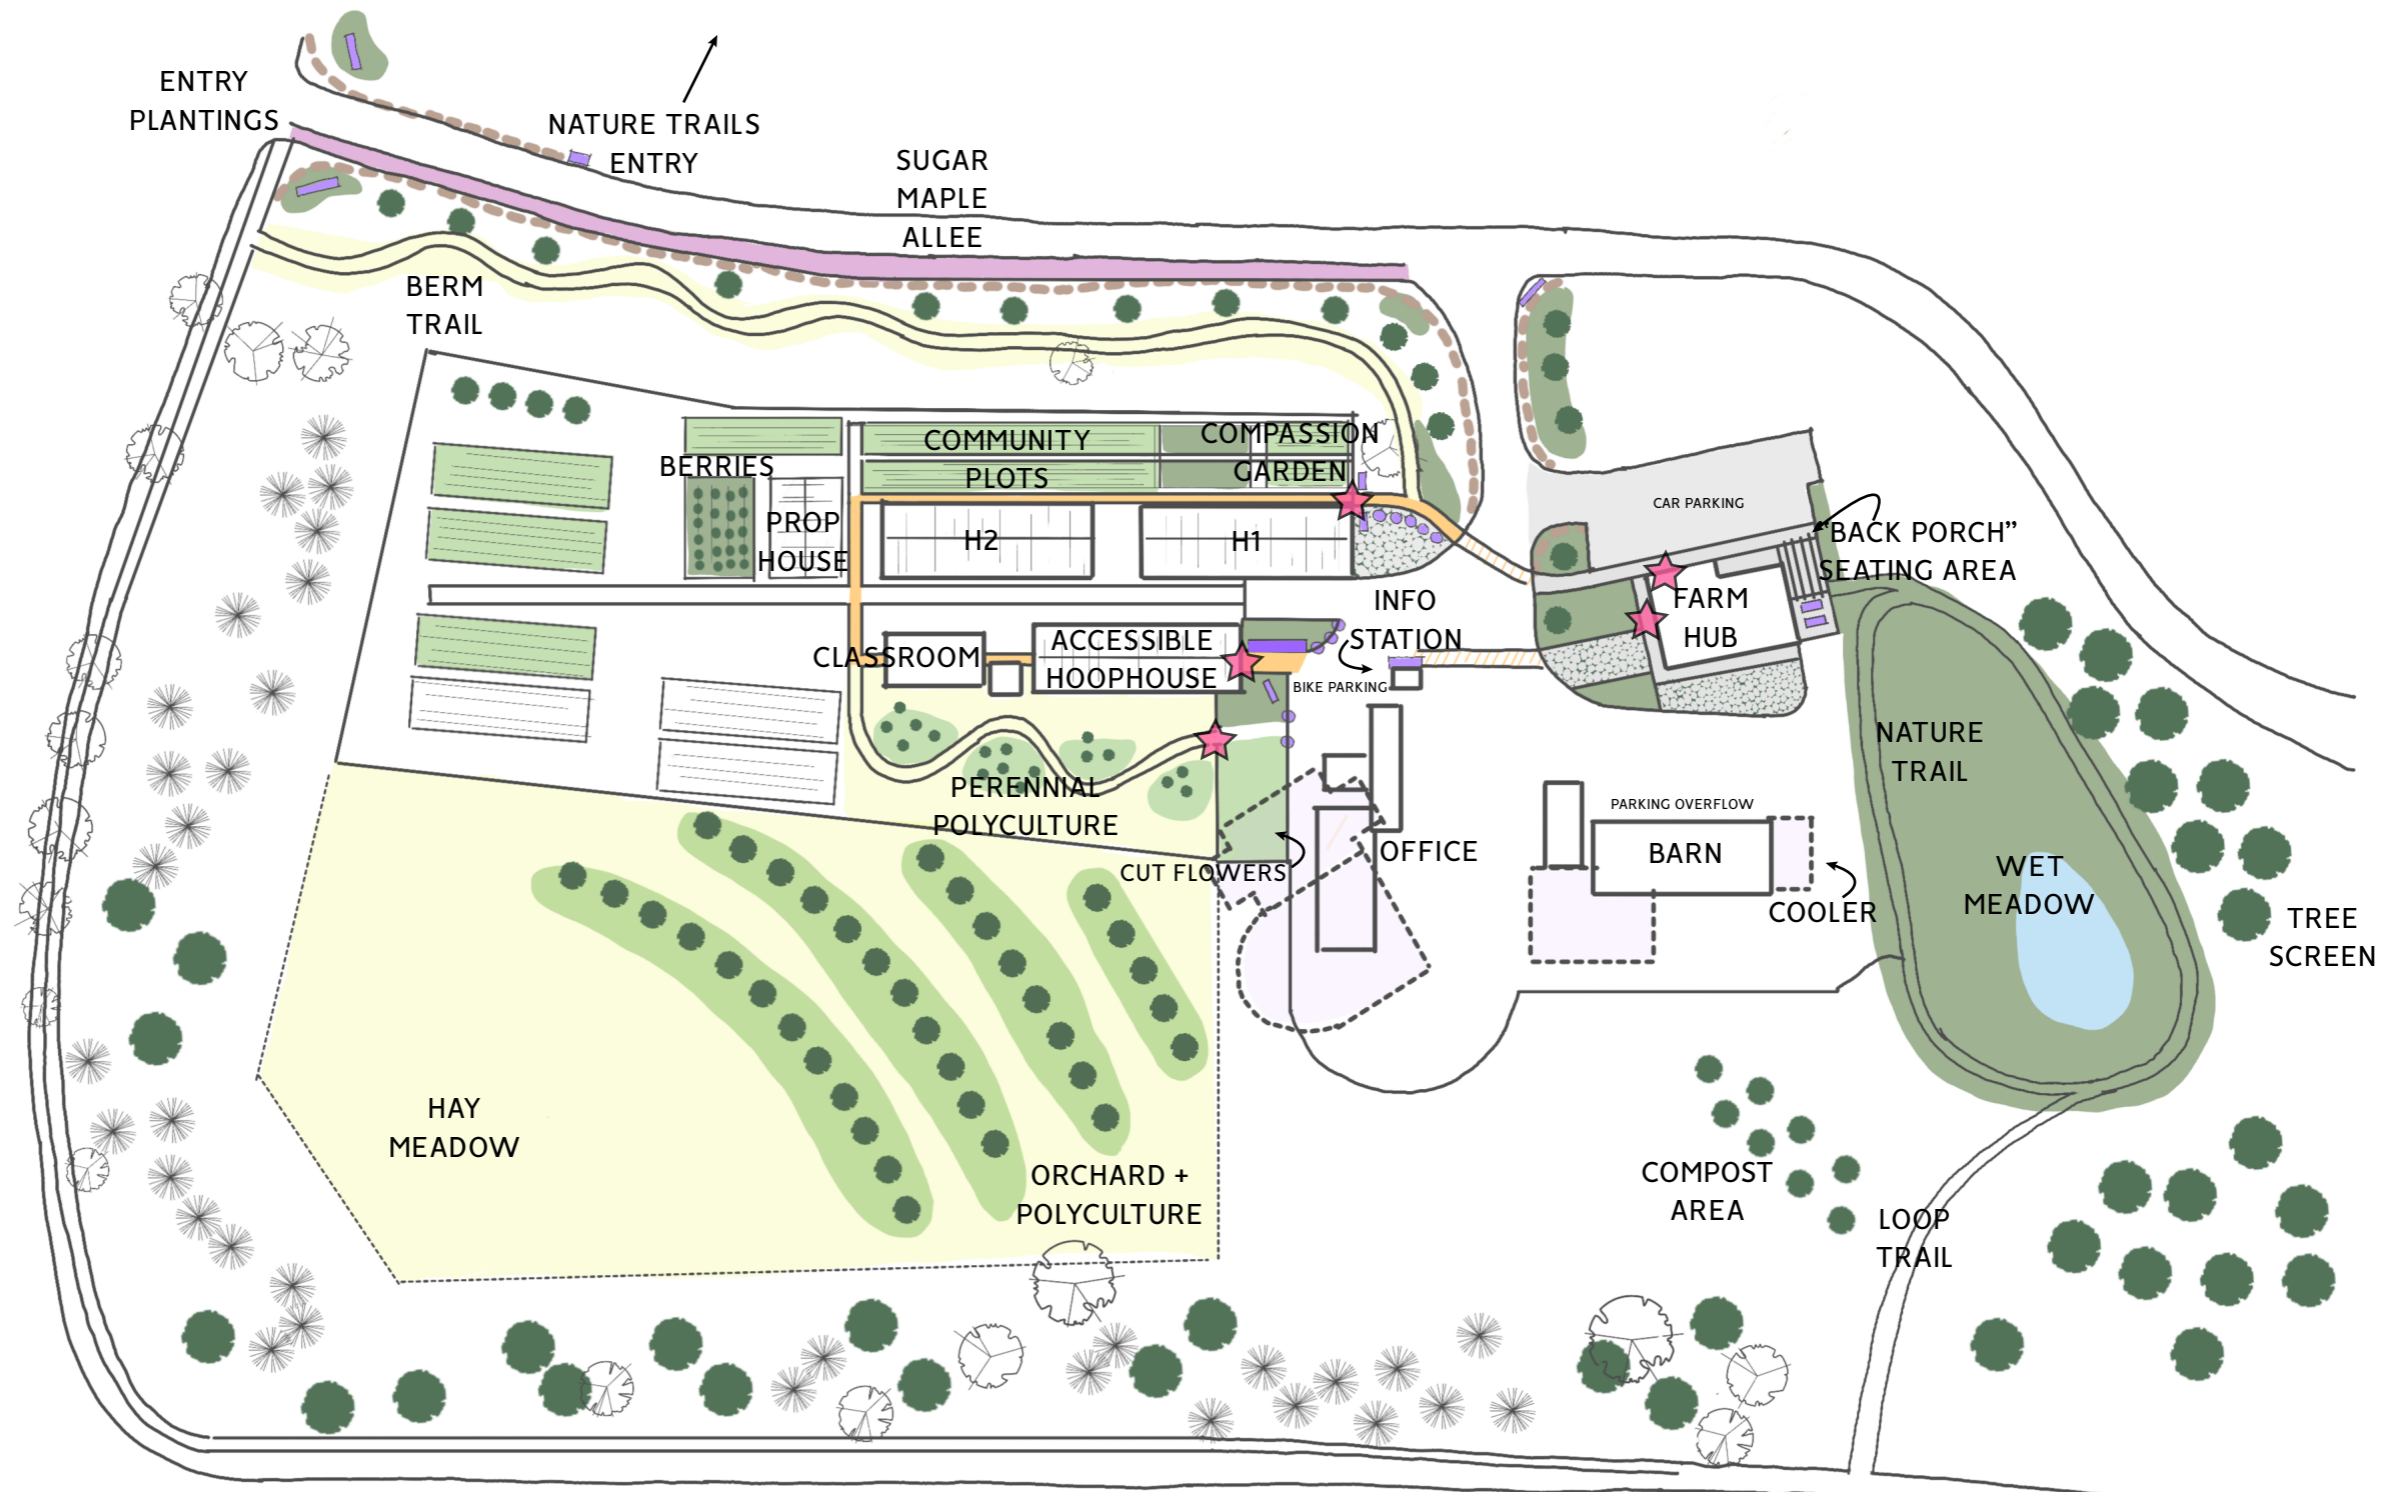 ENTRY
PLANTINGS
NATURE TRAILS
ENTRY
SUGAR
MAPLE
ALLEE
BERM
TRAIL
COMMUNITY
PLOTS
COMPASSION
GARDEN
BERRIES
PROP
HOUSE
H2
H1
CAR PARKING
"BACK PORCH”
SEATING AREA
INFO
STATION
FARM
HUB
CLASSROOM
ACCESSIBLE
HOOPHOUSE
BIKE PARKING
NATURE
TRAIL
PERENNIAL
POLYCULTURE
CUT FLOWERS
OFFICE
PARKING OVERFLOW
BARN
COOLER
WET
MEADOW
TREE
SCREEN
HAY
MEADOW
ORCHARD +
POLYCULTURE
COMPOST
AREA
LOOP
TRAIL